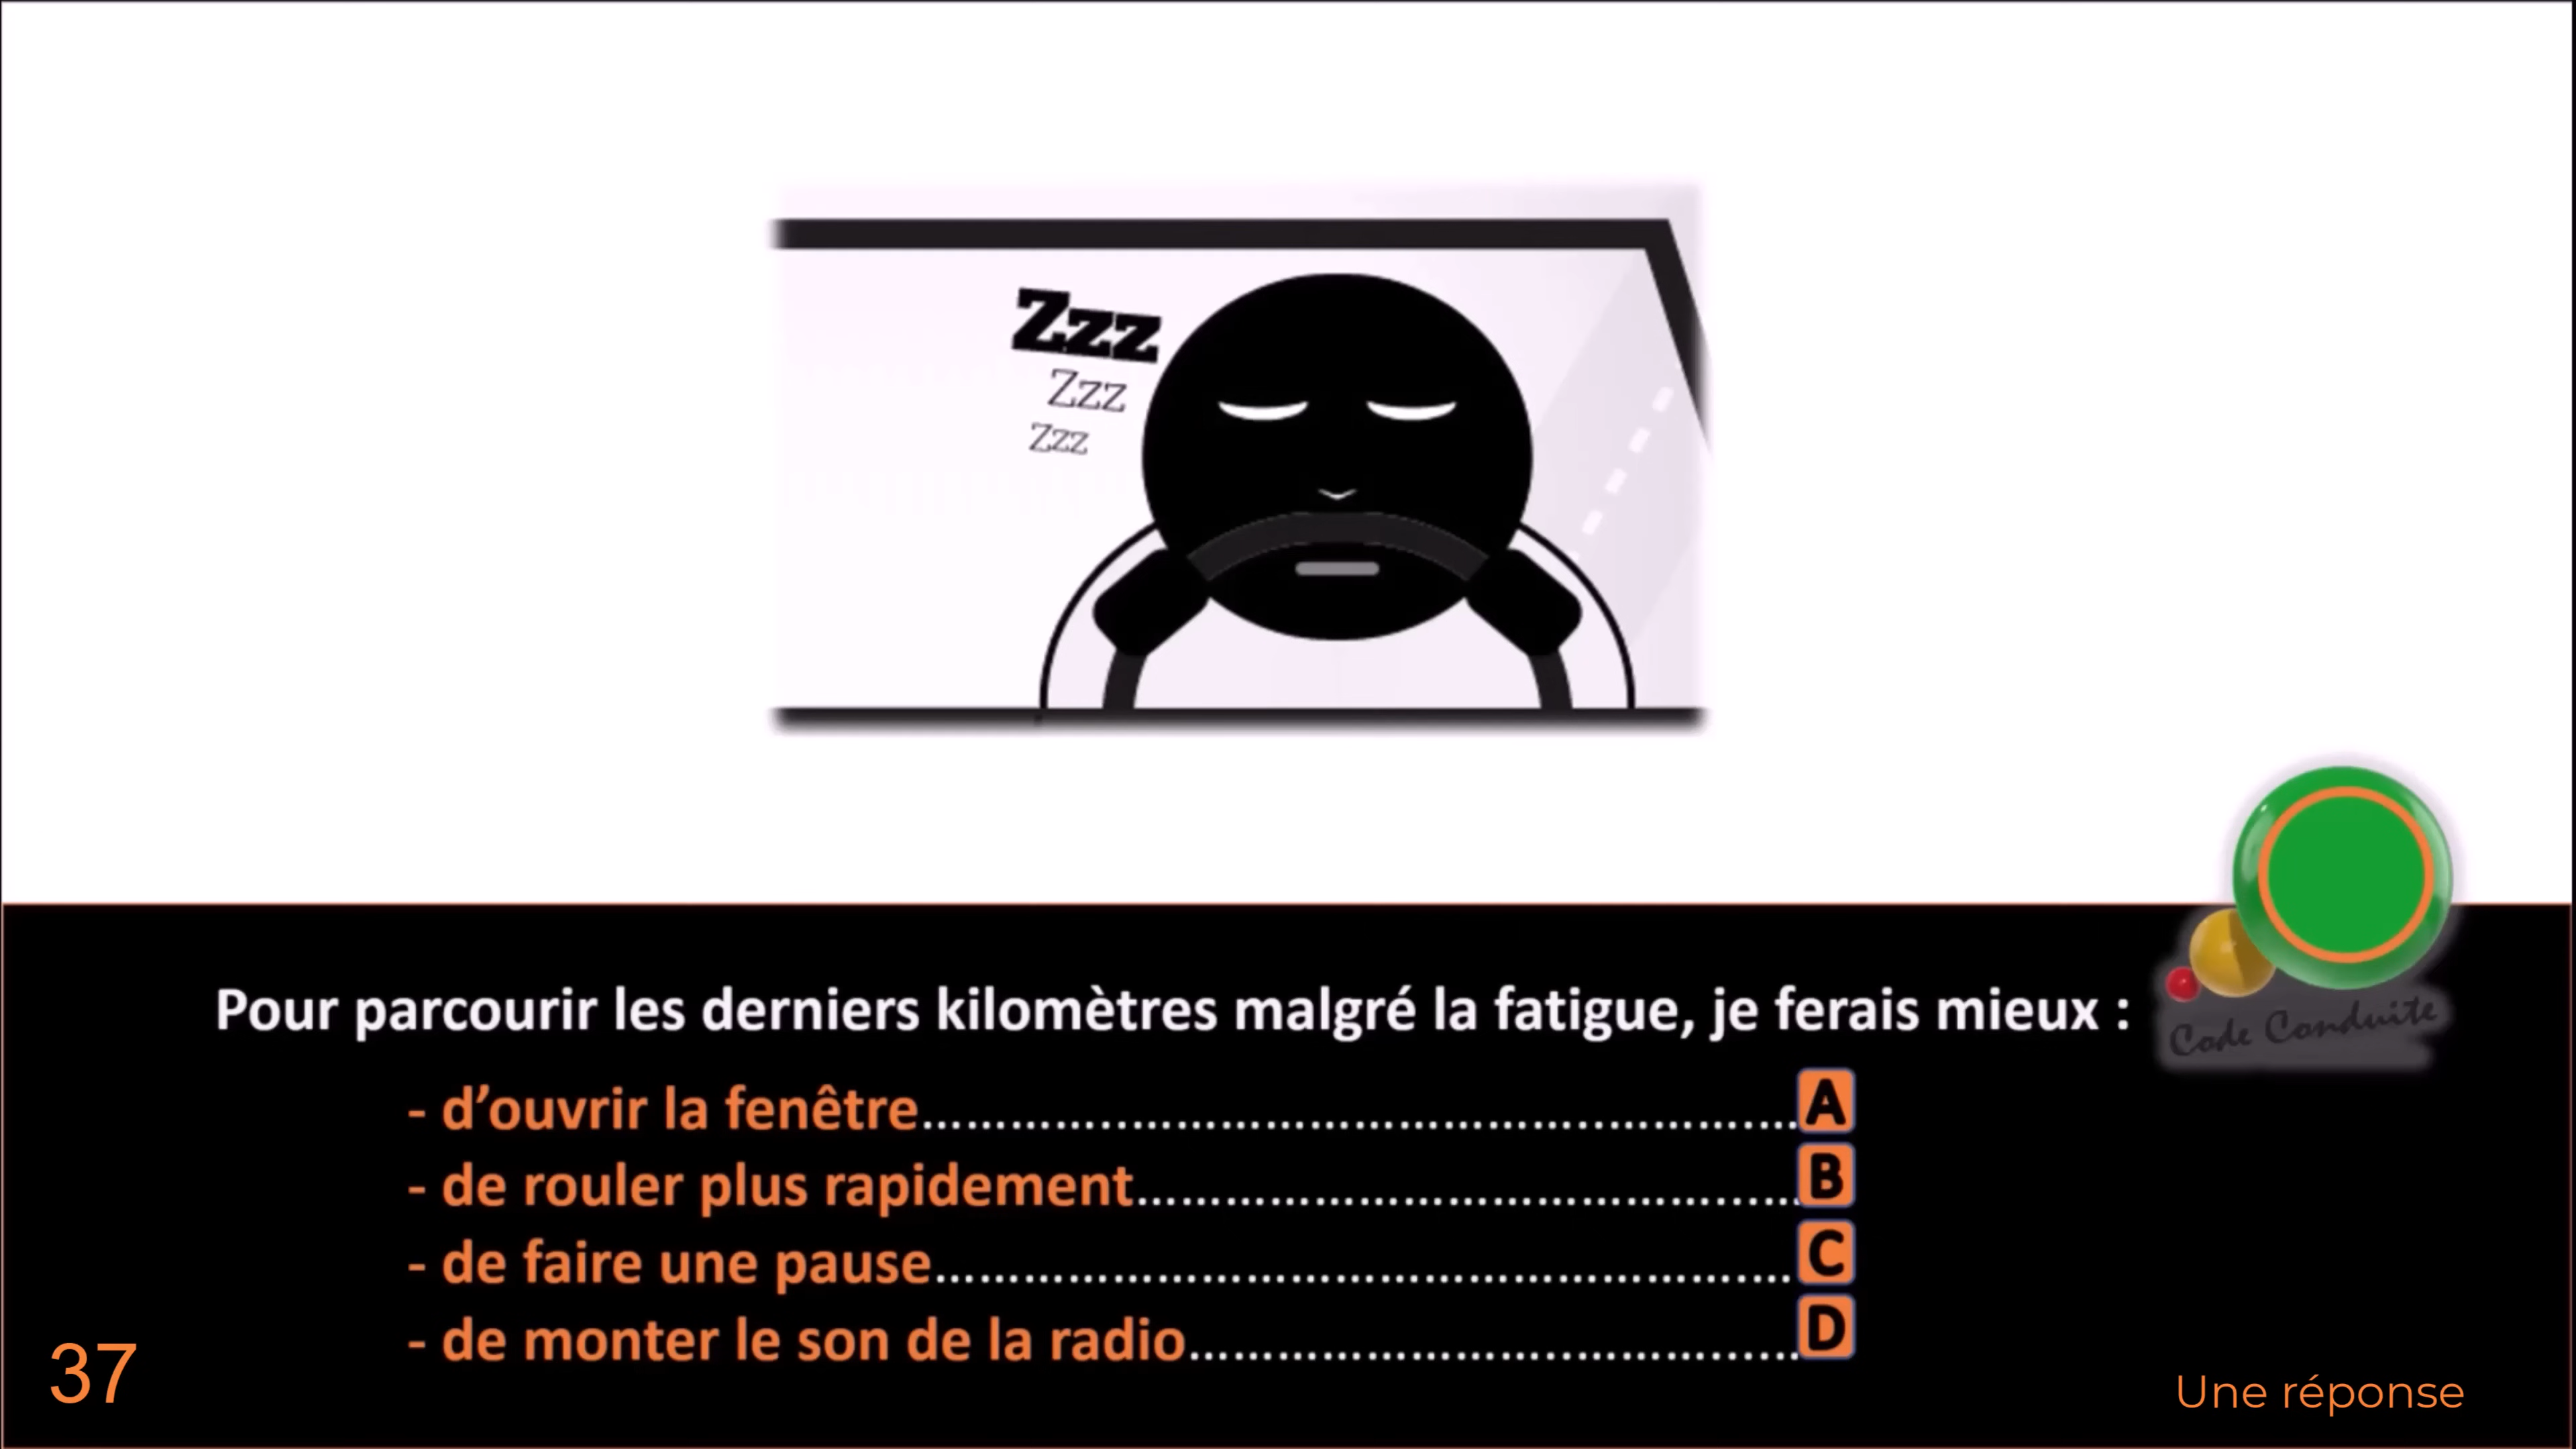 Zzz
Zzz
Zzz
Pour parcourir les derniers kilomètres malgré la fatigue, je ferais mieux :
Code Conduite
- d’ouvrir la fenêtre.......................................................... A
- de rouler plus rapidement............................................ B
- de faire une pause......................................................... C
- de monter le son de la radio........................................ D
37
Une réponse